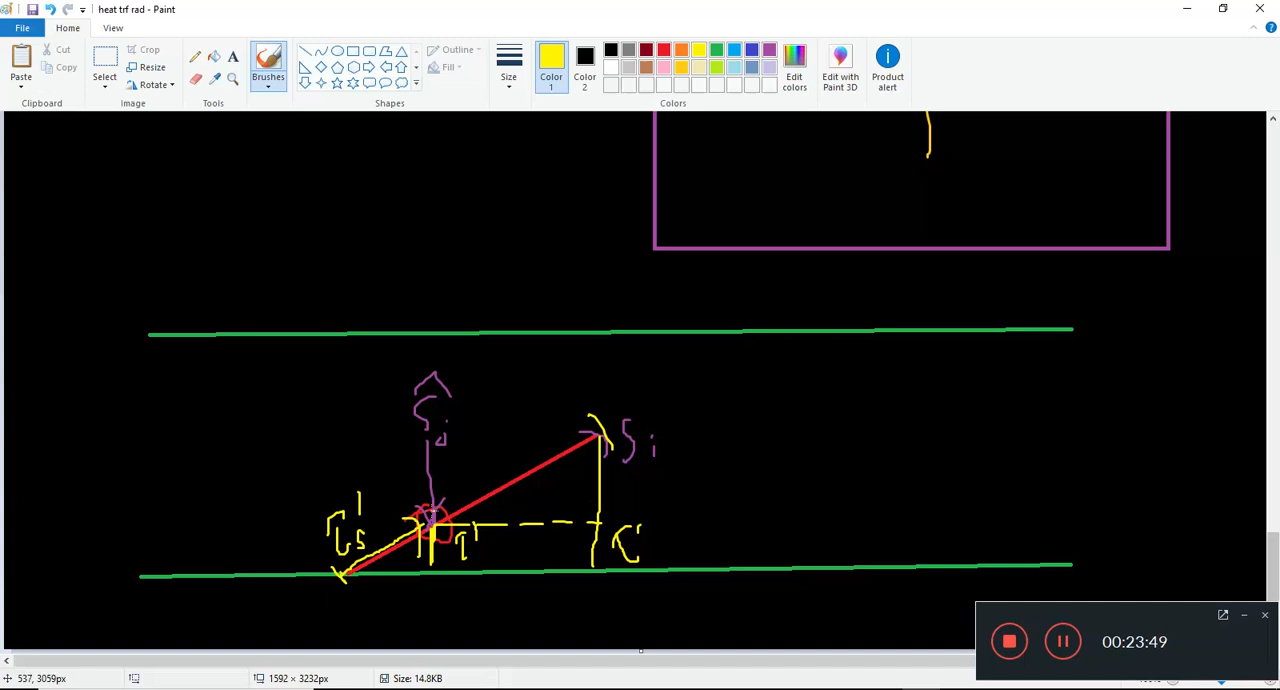 heat trf rad - Paint
File Home View
Paste Cut Copy
Select Crop Resize Rotate
Brushes
Outline Fill
Size
Color 1
Color 2
Edit colors
Edit with Paint 3D
Product alert
Clipboard Image Tools Shapes Colors
Ŝj
Si
τ's
τ'
τ
00:23:49
537, 3059px
1592 × 3232px
Size: 14.8KB